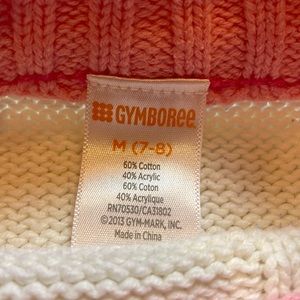 GYMBOREE
M (7-8)
60% Cotton
40% Acrylic
60% Coton
40% Acrylique
RN70530/CA31802
©2013 GYM-MARK, INC.
Made in China